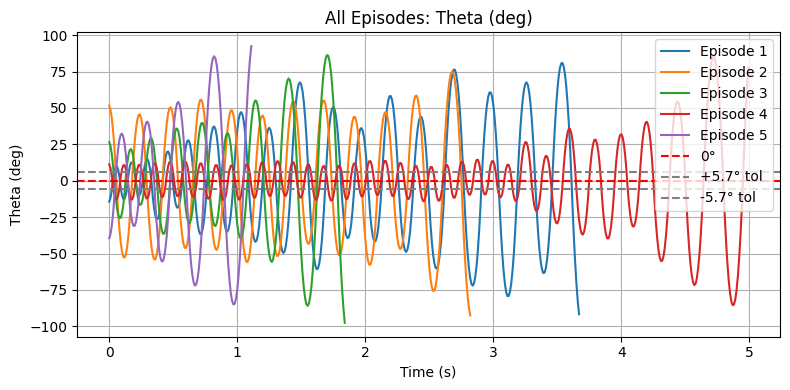 All Episodes: Theta (deg)
Theta (deg)
100
75
50
25
0
−25
−50
−75
−100
Episode 1
Episode 2
Episode 3
Episode 4
Episode 5
0°
+5.7° tol
-5.7° tol
0
1
2
3
4
5
Time (s)